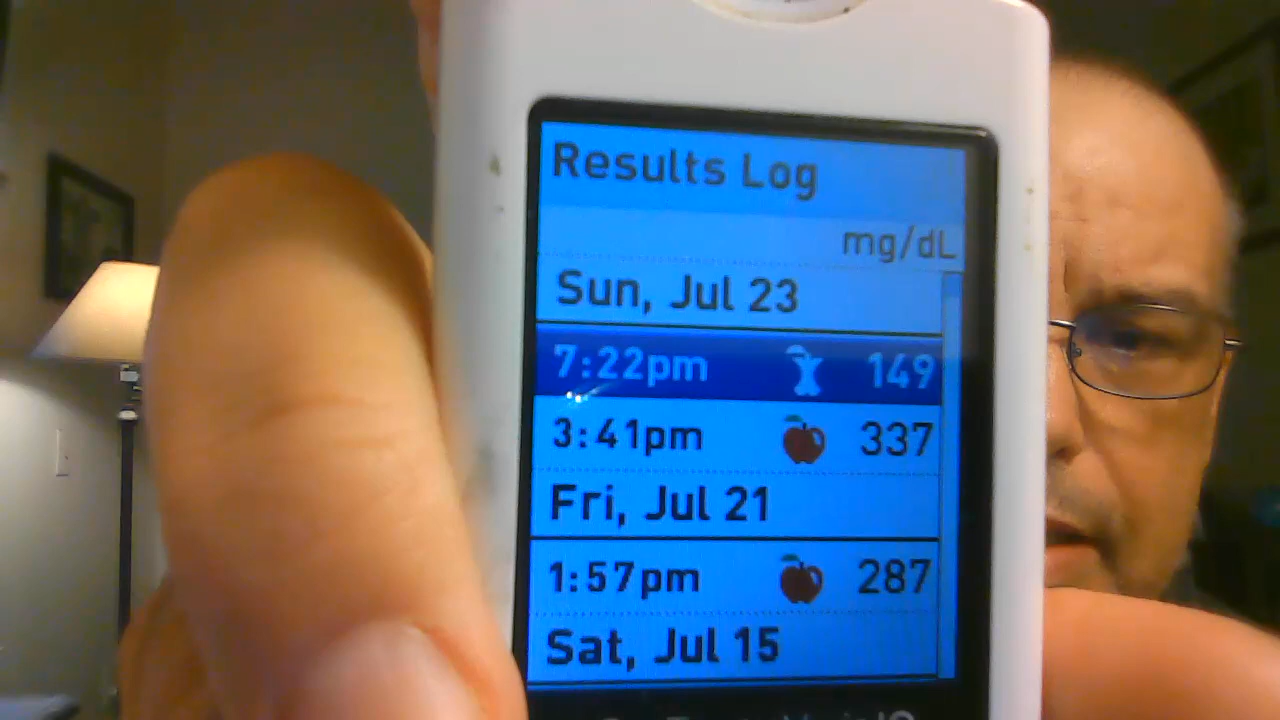 Results Log
mg/dL
Sun, Jul 23
7:22pm 149
3:41pm 337
Fri, Jul 21
1:57pm 287
Sat, Jul 15